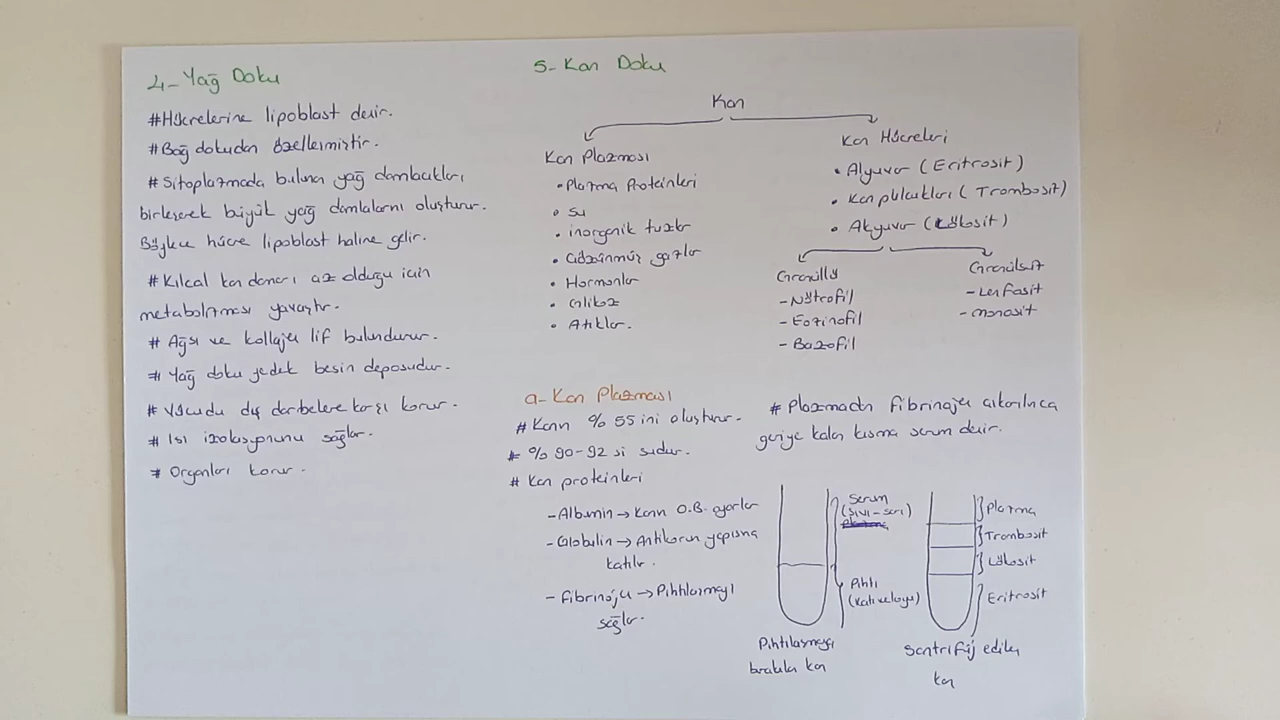 4- Yağ Doku
#Hücrelerine lipoblast denir.
#Bağ dokudan özelleşmiştir.
#Sitoplazmada bulunan yağ damlacıkları
birleşerek büyük yağ damlalarını oluşturur.
Böylece hücre lipoblast haline gelir.
#Kılcal kan damarı az olduğu için
metabolizması yavaştır.
# Ağsı ve kollajen lif bulundurur.
# Yağ doku yedek besin deposudur.
# Vücudu dış darbelere karşı korur.
# Isı izolasyonunu sağlar.
# Organları korur.
5- Kan Doku
Kan
Kan Plazması
• Plazma Proteinleri
• Su
• inorganik tuzlar
• Çözünmüş gazlar
• Hormonlar
• Glikoz
• Atıklar.
Kan Hücreleri
• Alyuvar (Eritrosit)
• Kan pulcukları (Trombosit)
• Akyuvar (Lökosit)
Granüllü
- Nötrofil
- Eozinofil
- Bazofil
Granülsüz
- Lenfosit
- monosit
a- Kan Plazması
# Kanın % 55 ini oluşturur.
# % 90-92 si sudur.
# Kan proteinleri
- Albumin → Kanın O.B. ayarlar
- Globulin → Antikorun yapısına
katılır.
- Fibrinojen → Pıhtılaşmayı
sağlar.
# Plazmadan fibrinojen çıkarılınca
geriye kalan kısma serum denir.
Serum
(SIVI-sarı)
Pıhtı
(katı koloyu)
Pıhtılaşmaya
bırakılan kan
Plazma
Trombosit
Lökosit
Eritrosit
Santrifüj edilen
kan